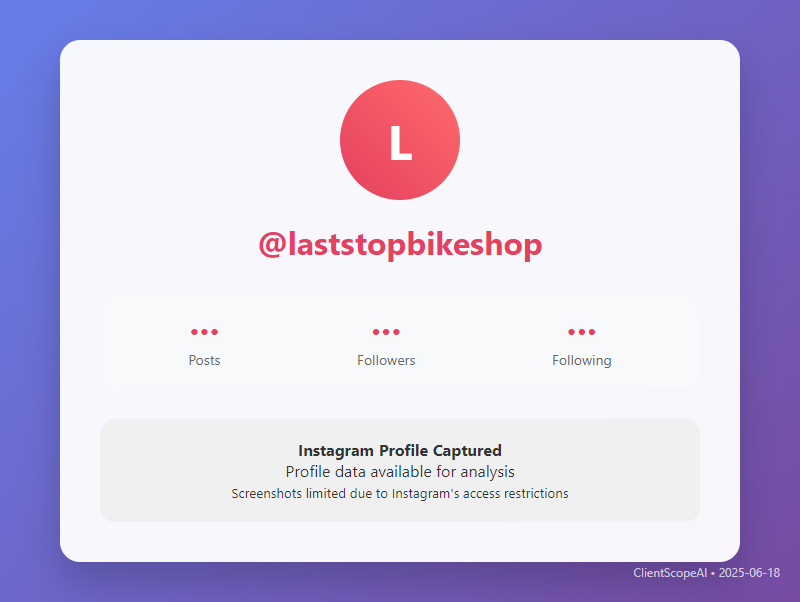 L
@laststopbikeshop
••• ••• •••
Posts Followers Following
Instagram Profile Captured
Profile data available for analysis
Screenshots limited due to Instagram's access restrictions
ClientScopeAI • 2025-06-18